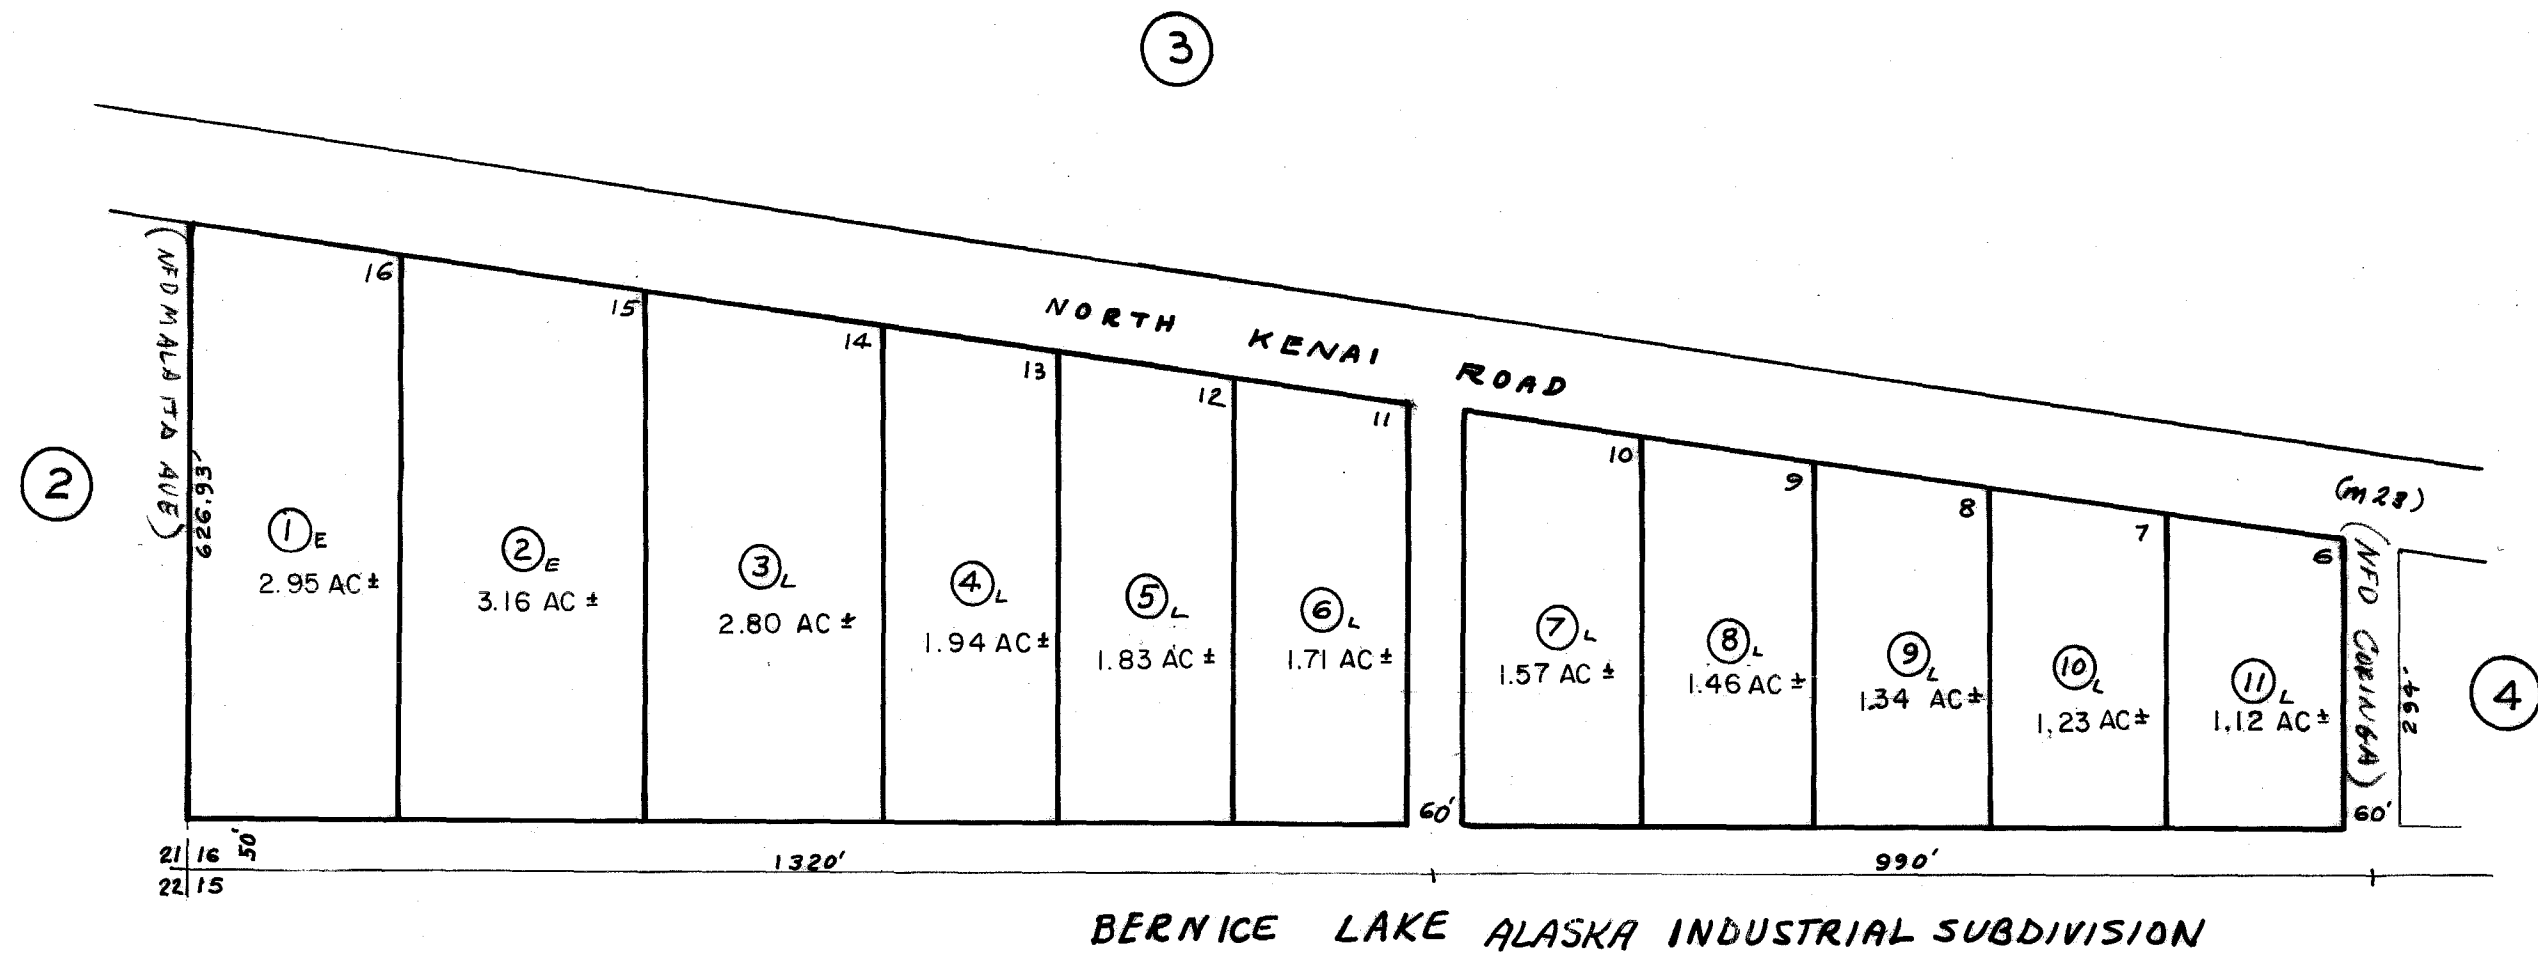 3
16
15
14
13
12
11
NORTH KENAI ROAD
10
9
8
7
6
(M28)
2
626.93'
1 E
2.95 AC ±
2 E
3.16 AC ±
3 L
2.80 AC ±
4 L
1.94 AC ±
5 L
1.83 AC ±
6 L
1.71 AC ±
7 L
1.57 AC ±
8 L
1.46 AC ±
9 L
1.34 AC ±
10 L
1,23 AC ±
11 L
1.12 AC ±
(NFD CORINGA)
294'
4
60'
60'
21 16
22 15
50'
1320'
990'
BERNICE LAKE ALASKA INDUSTRIAL SUBDIVISION